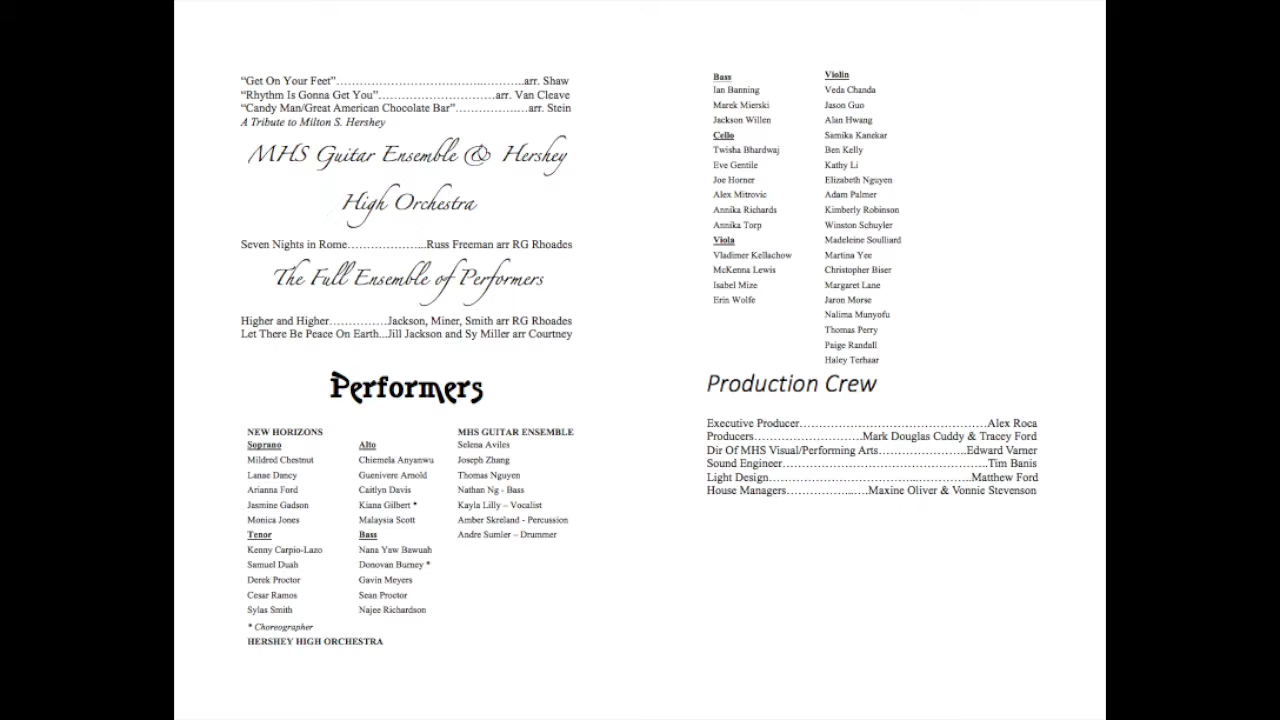 “Get On Your Feet”…………………………………..………..arr. Shaw
“Rhythm Is Gonna Get You”…………………………arr. Van Cleave
“Candy Man/Great American Chocolate Bar”……………..…arr. Stein
A Tribute to Milton S. Hershey
MHS Guitar Ensemble & Hershey
High Orchestra
Seven Nights in Rome………………...Russ Freeman arr RG Rhoades
The Full Ensemble of Performers
Higher and Higher……………Jackson, Miner, Smith arr RG Rhoades
Let There Be Peace On Earth...Jill Jackson and Sy Miller arr Courtney
Performers
NEW HORIZONS
Soprano
Mildred Chestnut
Lanae Dancy
Arianna Ford
Jasmine Gadson
Monica Jones
Tenor
Kenny Carpio-Lazo
Samuel Duah
Derek Proctor
Cesar Ramos
Sylas Smith
* Choreographer
Alto
Chiemela Anyanwu
Guenivere Arnold
Caitlyn Davis
Kiana Gilbert *
Malaysia Scott
Bass
Nana Yaw Bawuah
Donovan Burney *
Gavin Meyers
Sean Proctor
Najee Richardson
MHS GUITAR ENSEMBLE
Selena Aviles
Joseph Zhang
Thomas Nguyen
Nathan Ng - Bass
Kayla Lilly – Vocalist
Amber Skreland - Percussion
Andre Sumler – Drummer
HERSHEY HIGH ORCHESTRA
Bass
Ian Banning
Marek Mierski
Jackson Willen
Cello
Twisha Bhardwaj
Eve Gentile
Joe Horner
Alex Mitrovic
Annika Richards
Annika Torp
Viola
Vladimer Kellachow
McKenna Lewis
Isabel Mize
Erin Wolfe
Violin
Veda Chanda
Jason Guo
Alan Hwang
Samika Kanekar
Ben Kelly
Kathy Li
Elizabeth Nguyen
Adam Palmer
Kimberly Robinson
Winston Schuyler
Madeleine Soulliard
Martina Yee
Christopher Biser
Margaret Lane
Jaron Morse
Nalima Munyofu
Thomas Perry
Paige Randall
Haley Terhaar
Production Crew
Executive Producer……………………………………Alex Roca
Producers……………………….Mark Douglas Cuddy & Tracey Ford
Dir Of MHS Visual/Performing Arts…………………..Edward Varner
Sound Engineer……………………………………………..Tim Banis
Light Design………………………………..…………..Matthew Ford
House Managers……………...….Maxine Oliver & Vonnie Stevenson